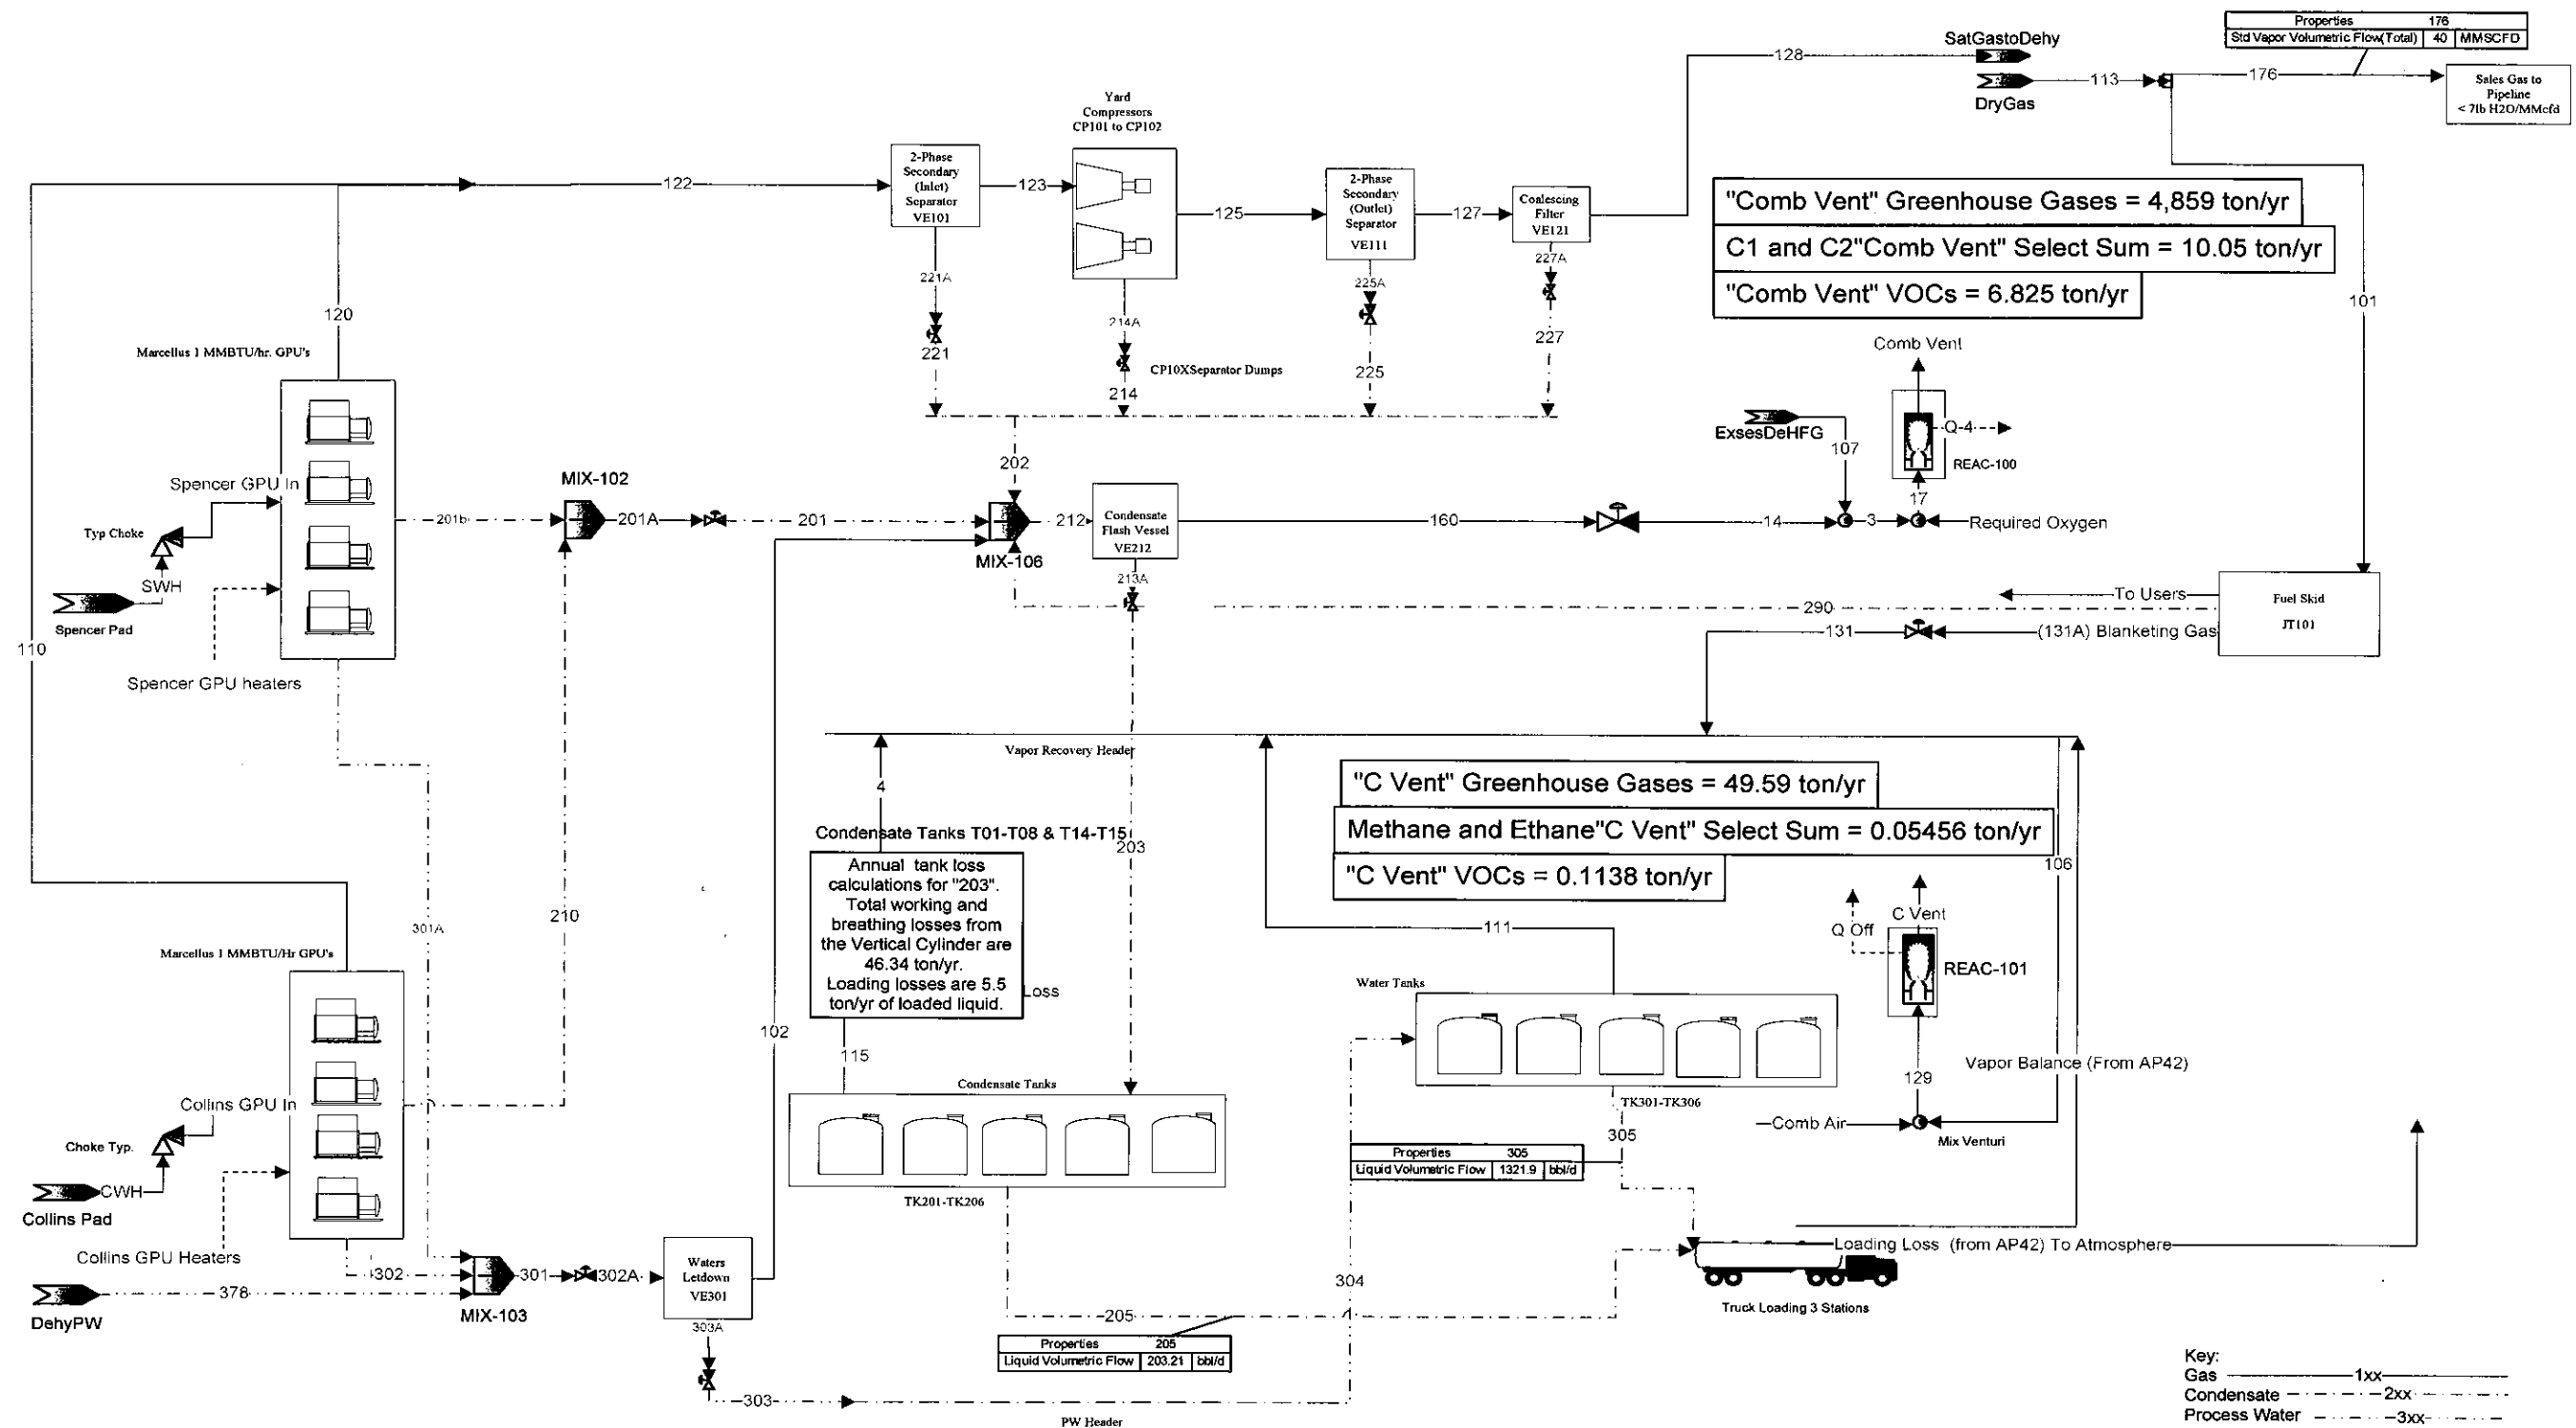 Properties 176
Std Vapor Volumetric Flow(Total) 40 MMSCFD
SatGastoDehy
128
DryGas
113
176
Sales Gas to
Pipeline
< 7lb H2O/MMcfd
Yard
Compressors
CP101 to CP102
2-Phase
Secondary
(Inlet)
Separator
VE101
122
123
125
2-Phase
Secondary
(Outlet)
Separator
VE111
127
Coalescing
Filter
VE121
"Comb Vent" Greenhouse Gases = 4,859 ton/yr
C1 and C2"Comb Vent" Select Sum = 10.05 ton/yr
"Comb Vent" VOCs = 6.825 ton/yr
101
221A
214A
225A
227A
221
214
225
227
CP10XSeparator Dumps
120
Marcellus 1 MMBTU/hr. GPU's
Comb Vent
Q-4
REAC-100
ExsesDeHFG
107
17
202
Spencer GPU In
MIX-102
Typ Choke
SWH
Spencer Pad
201b
201A
201
MIX-106
212
Condensate
Flash Vessel
VE212
213A
160
14
3
Required Oxygen
To Users
290
131
(131A) Blanketing Gas
Fuel Skid
JT101
110
Spencer GPU heaters
Vapor Recovery Header
4
"C Vent" Greenhouse Gases = 49.59 ton/yr
Methane and Ethane"C Vent" Select Sum = 0.05456 ton/yr
"C Vent" VOCs = 0.1138 ton/yr
106
Condensate Tanks T01-T08 & T14-T15
203
Annual tank loss
calculations for "203".
Total working and
breathing losses from
the Vertical Cylinder are
46.34 ton/yr.
Loading losses are 5.5
ton/yr of loaded liquid.
Loss
210
301A
111
C Vent
Q Off
REAC-101
Marcellus 1 MMBTU/Hr GPU's
Water Tanks
102
115
Condensate Tanks
TK201-TK206
TK301-TK306
305
129
Vapor Balance (From AP42)
Comb Air
Mix Venturi
Properties 305
Liquid Volumetric Flow 1321.9 bbl/d
Collins GPU In
Choke Typ.
CWH
Collins Pad
Collins GPU Heaters
302
378
DehyPW
MIX-103
301
302A
Waters
Letdown
VE301
303A
303
PW Header
304
205
Properties 205
Liquid Volumetric Flow 203.21 bbl/d
Loading Loss (from AP42) To Atmosphere
Truck Loading 3 Stations
Key:
Gas 1xx
Condensate 2xx
Process Water 3xx